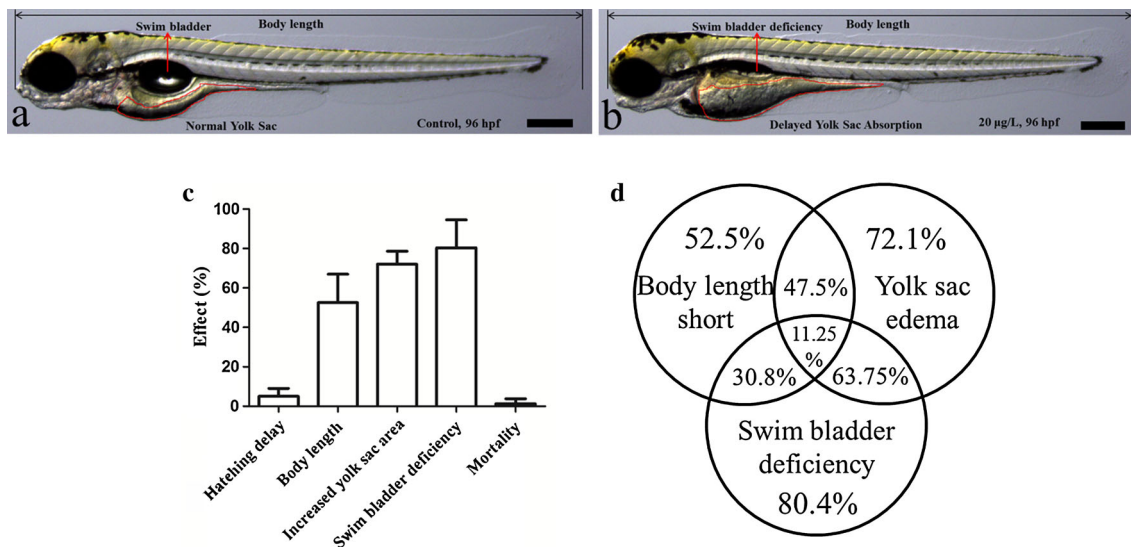 Swim bladder
Body length
a
Normal Yolk Sac
Control, 96 hpf
Swim bladder deficiency
Body length
b
Delayed Yolk Sac Absorption
20 μg/L, 96 hpf
c
Effect (%)
100
80
60
40
20
0
Hatching delay
Body length
Increased yolk sac area
Swim bladder deficiency
Mortality
d
52.5%
Body length
short
47.5%
72.1%
Yolk sac
edema
11.25
%
30.8%
63.75%
Swim bladder
deficiency
80.4%